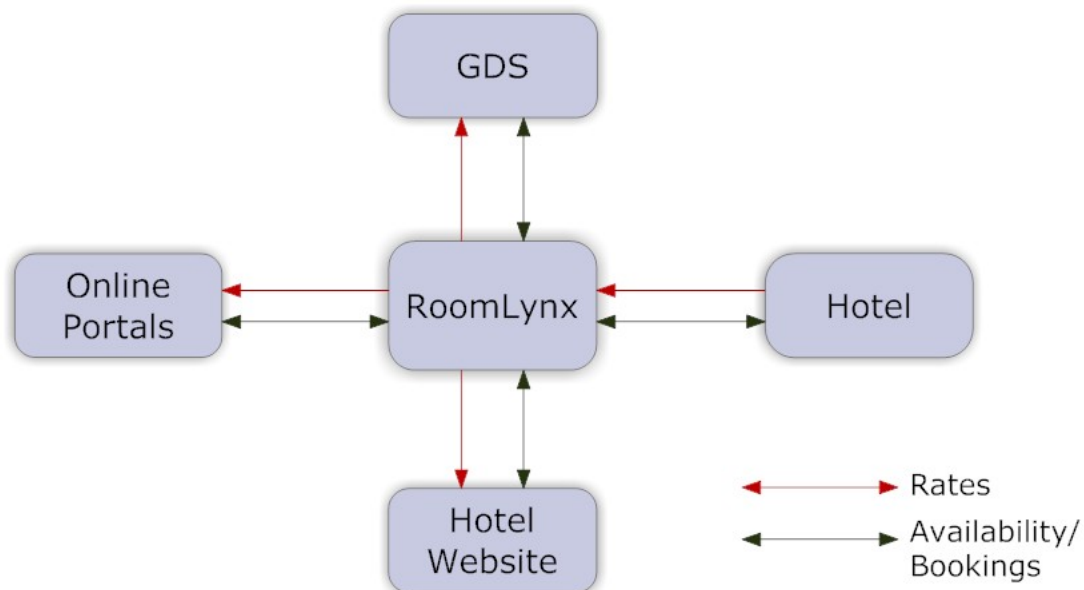 GDS
Online
Portals
RoomLynx
Hotel
Hotel
Website
Rates
Availability/
Bookings